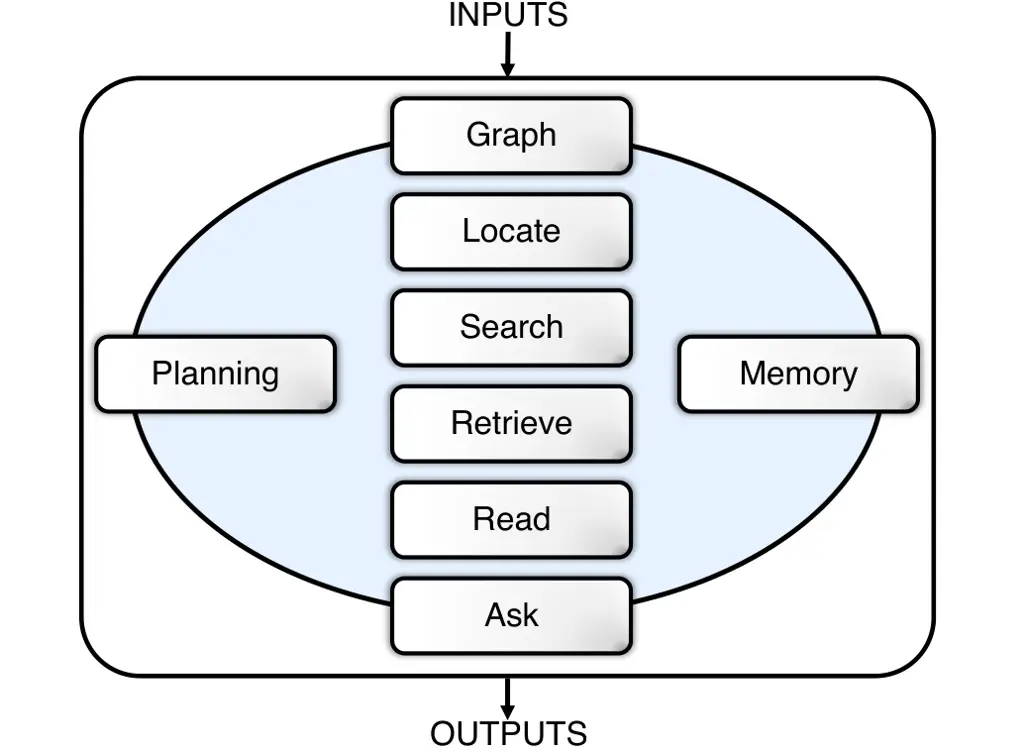 INPUTS
Graph
Locate
Search
Planning
Memory
Retrieve
Read
Ask
OUTPUTS